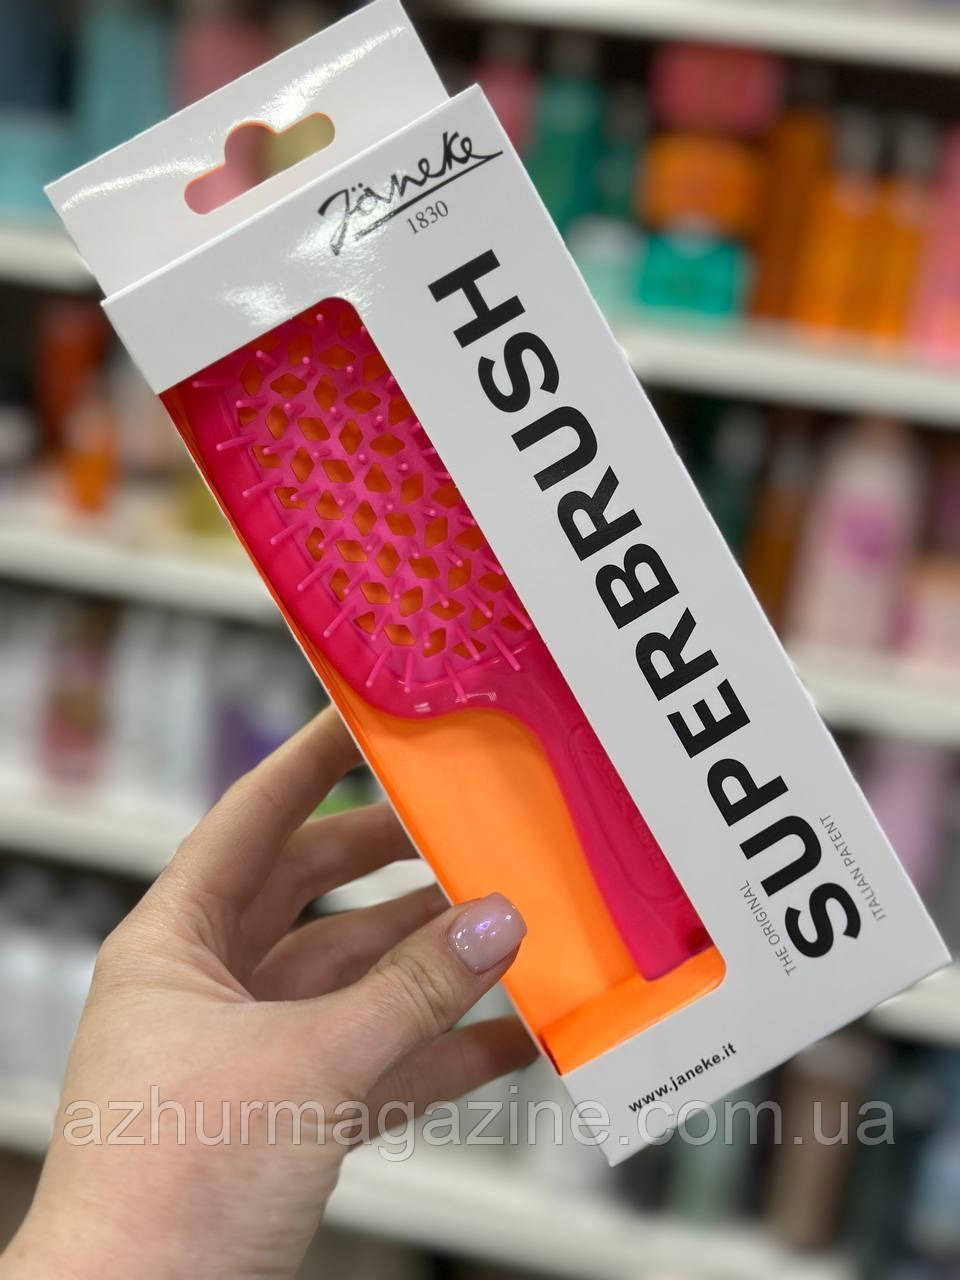 Jäneke
1830
SUPERBRUSH
THE ORIGINAL
ITALIAN PATENT
www.janeke.it
azhurmagazine.com.ua